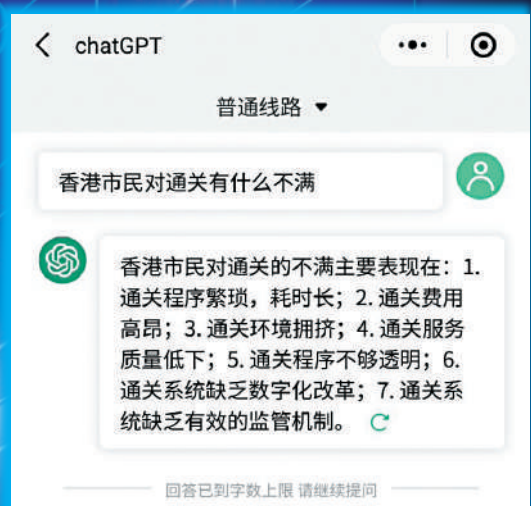 chatGPT
普通线路
香港市民对通关有什么不满
香港市民对通关的不满主要表现在：1.
通关程序繁琐，耗时长；2. 通关费用
高昂；3. 通关环境拥挤；4. 通关服务
质量低下；5. 通关程序不够透明；6.
通关系统缺乏数字化改革；7. 通关系
统缺乏有效的监管机制。
回答已到字数上限 请继续提问